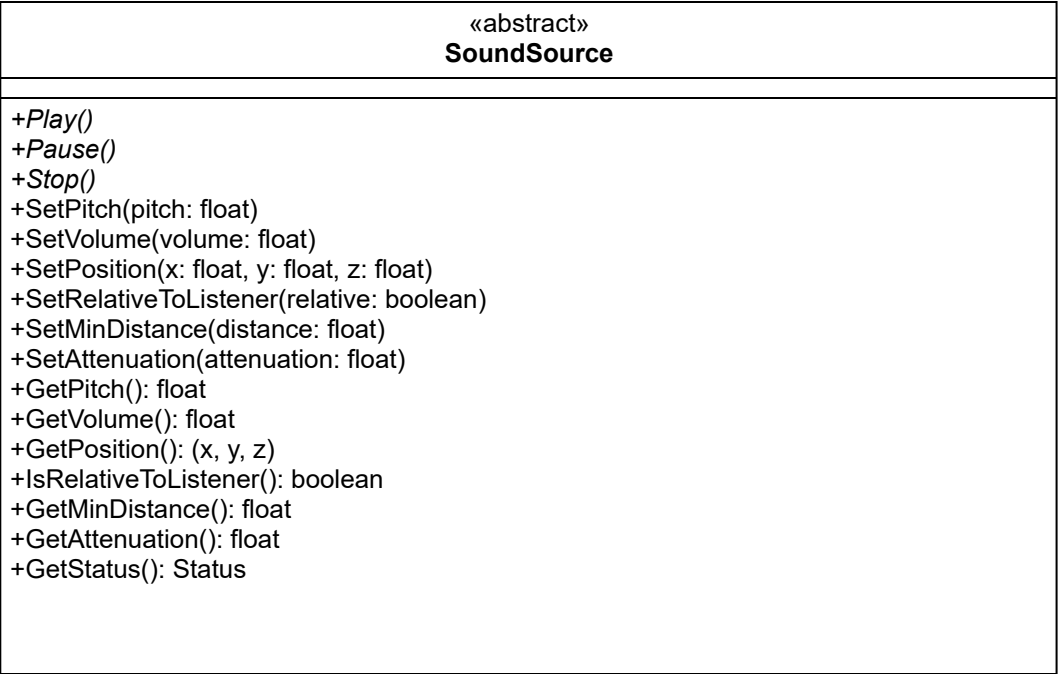 «abstract»
SoundSource
+Play()
+Pause()
+Stop()
+SetPitch(pitch: float)
+SetVolume(volume: float)
+SetPosition(x: float, y: float, z: float)
+SetRelativeToListener(relative: boolean)
+SetMinDistance(distance: float)
+SetAttenuation(attenuation: float)
+GetPitch(): float
+GetVolume(): float
+GetPosition(): (x, y, z)
+IsRelativeToListener(): boolean
+GetMinDistance(): float
+GetAttenuation(): float
+GetStatus(): Status